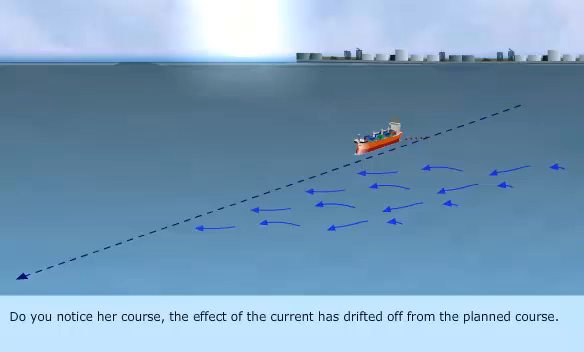 Do you notice her course, the effect of the current has drifted off from the planned course.